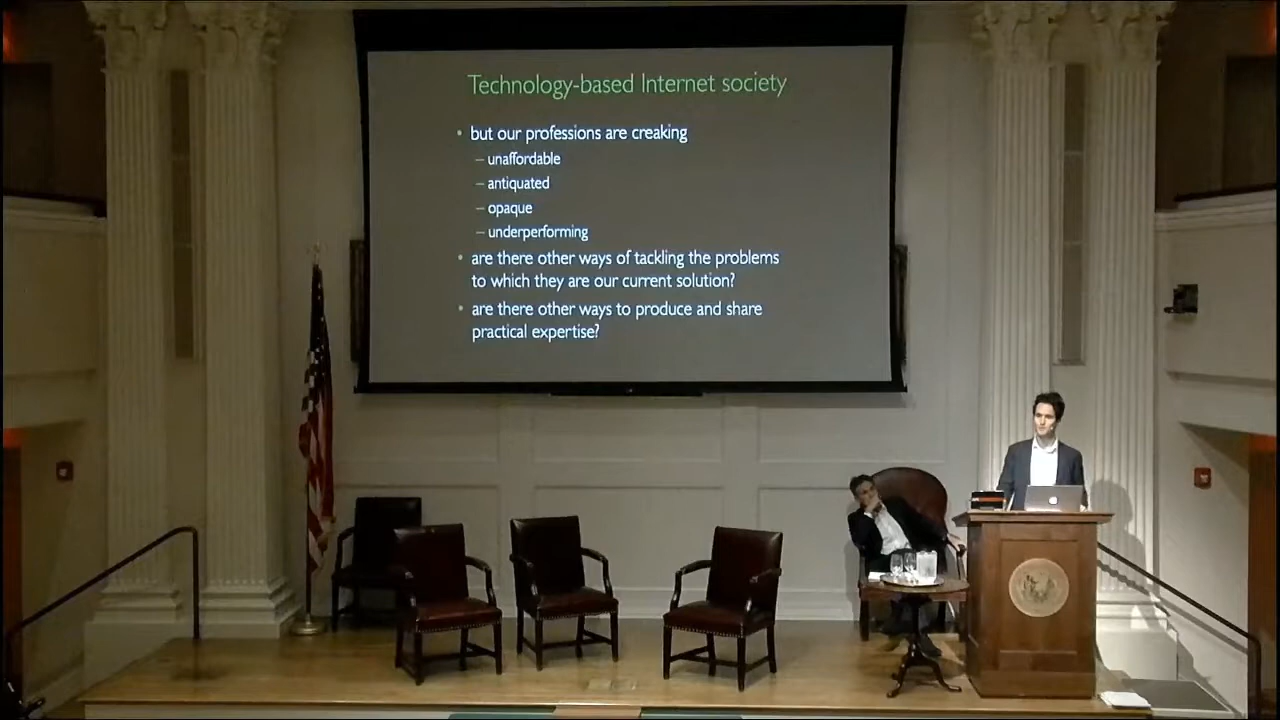 Technology-based Internet society
• but our professions are creaking
– unaffordable
– antiquated
– opaque
– underperforming
• are there other ways of tackling the problems
to which they are our current solution?
• are there other ways to produce and share
practical expertise?